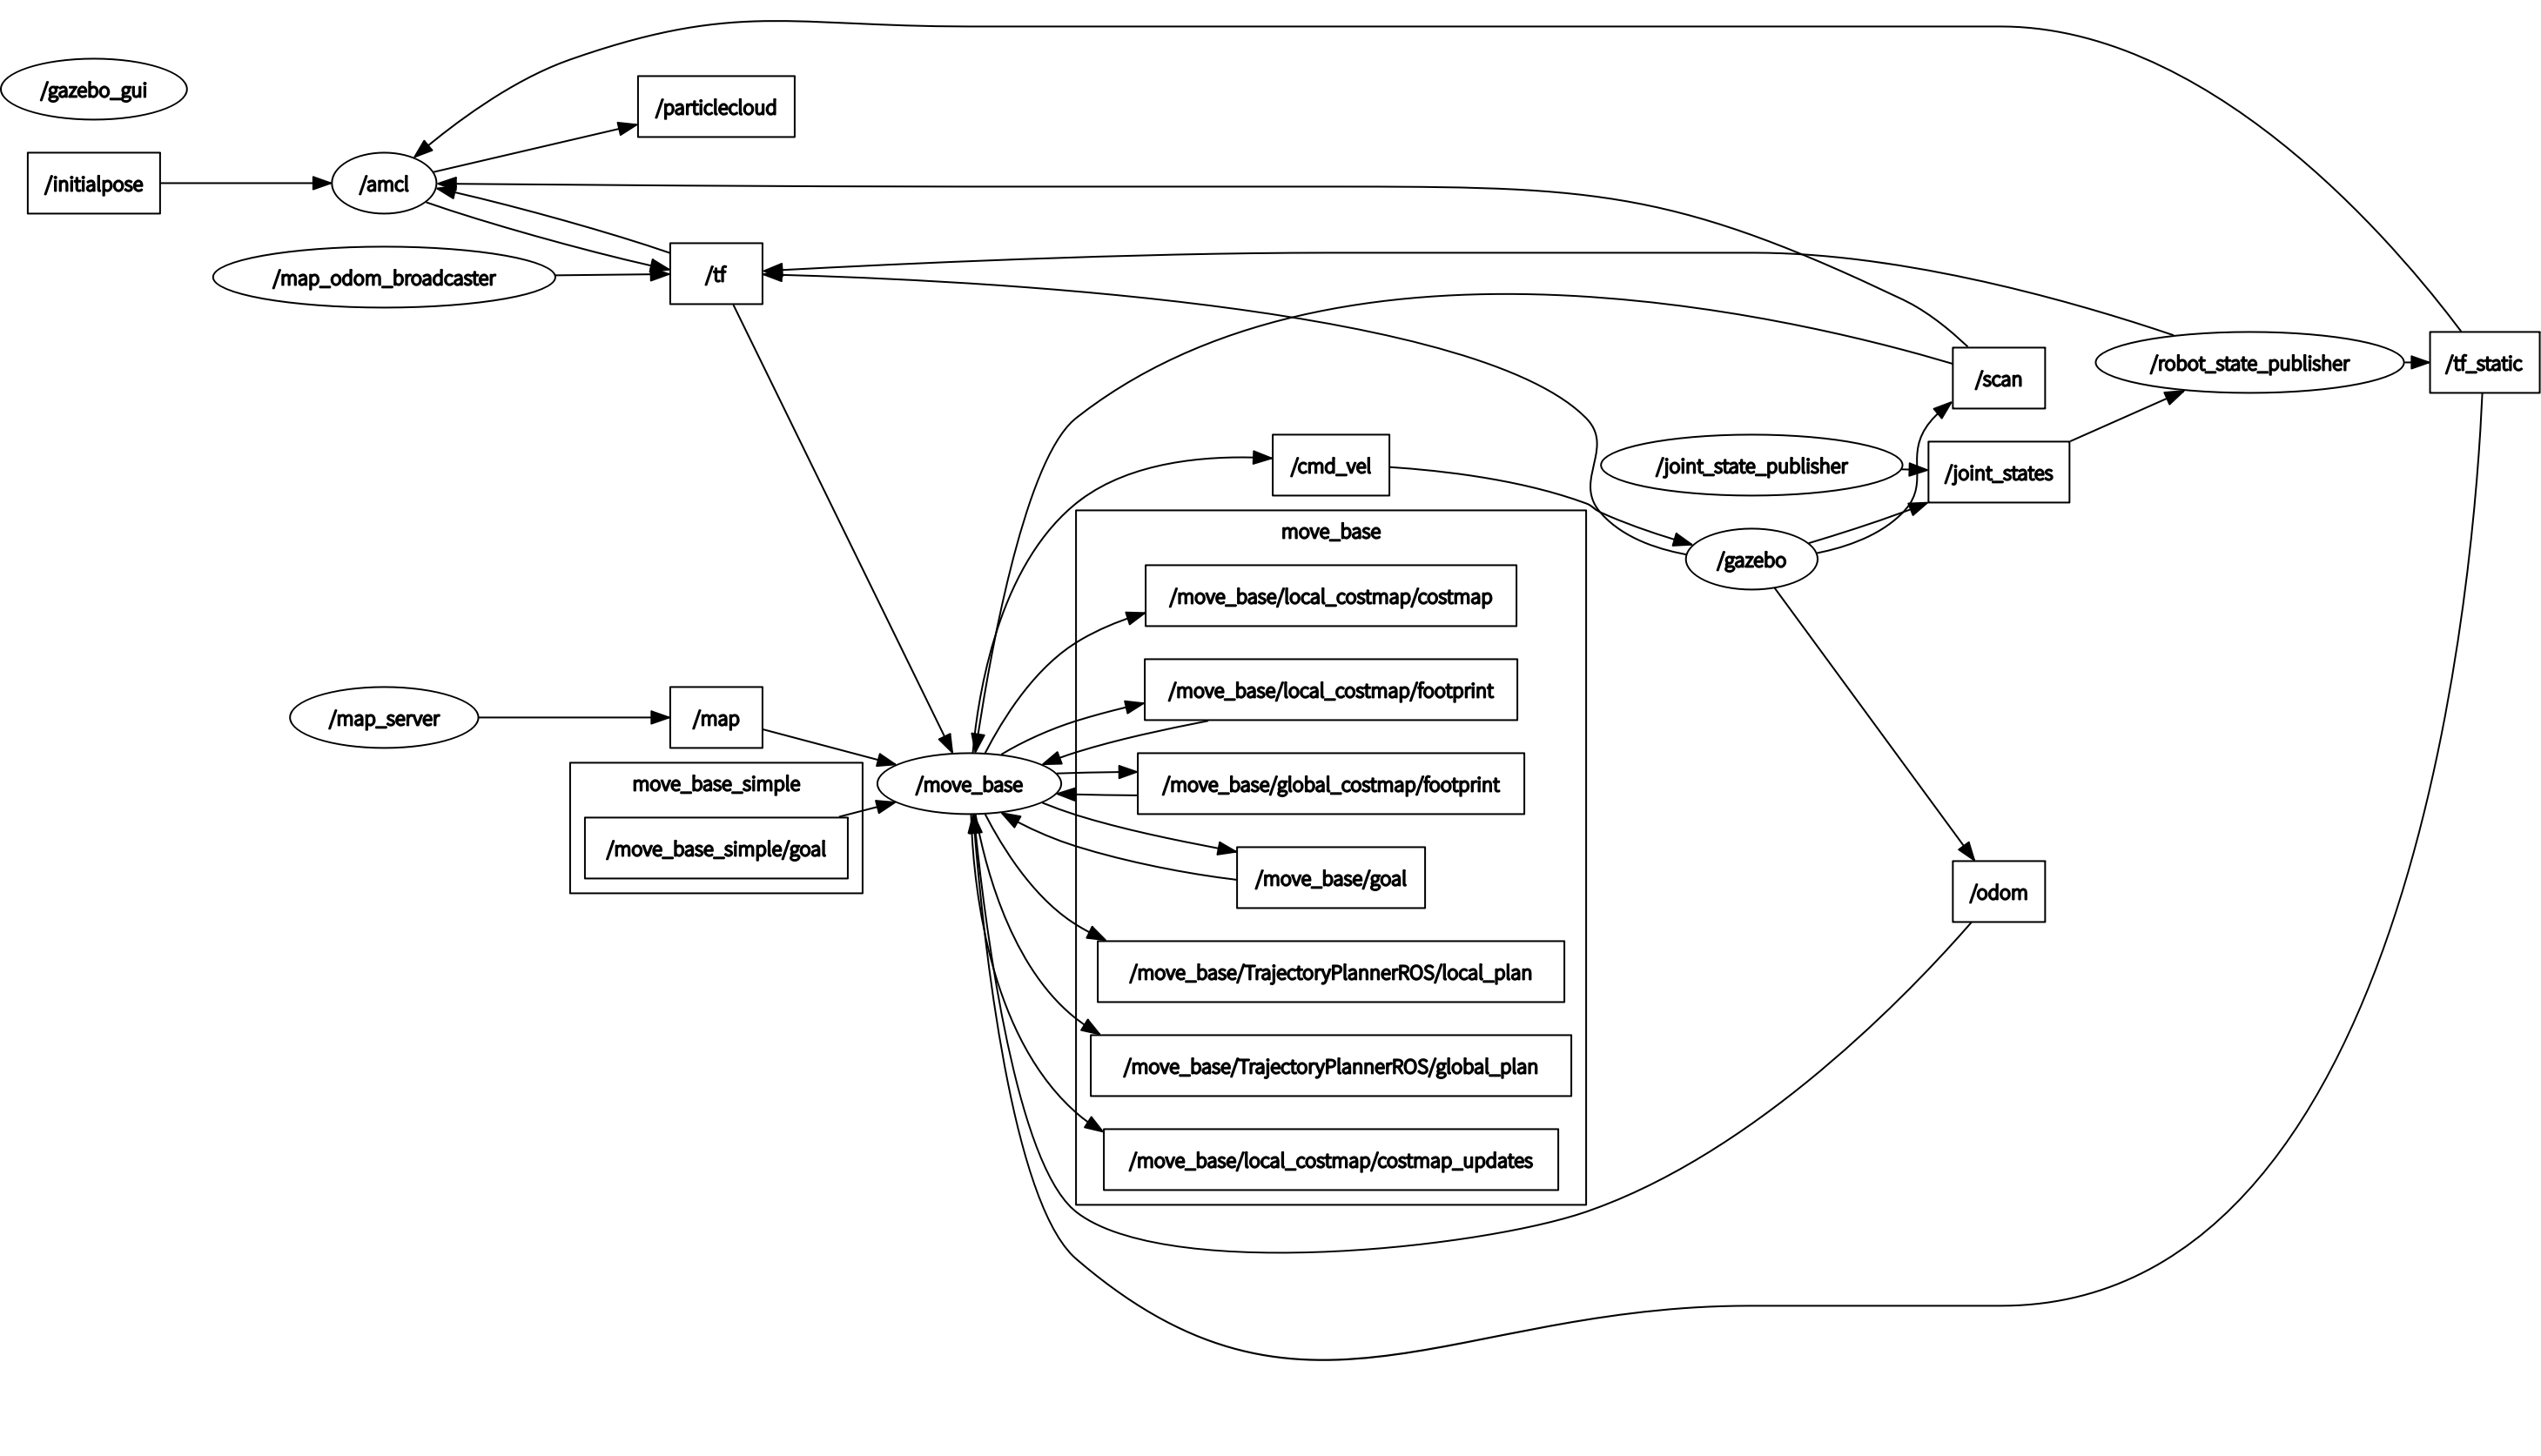 /gazebo_gui
/particlecloud
/initialpose
/amcl
/map_odom_broadcaster
/tf
/robot_state_publisher
/tf_static
/scan
/cmd_vel
/joint_state_publisher
/joint_states
move_base
/gazebo
/move_base/local_costmap/costmap
/move_base/local_costmap/footprint
/map_server
/map
move_base_simple
/move_base
/move_base/global_costmap/footprint
/move_base_simple/goal
/move_base/goal
/odom
/move_base/TrajectoryPlannerROS/local_plan
/move_base/TrajectoryPlannerROS/global_plan
/move_base/local_costmap/costmap_updates